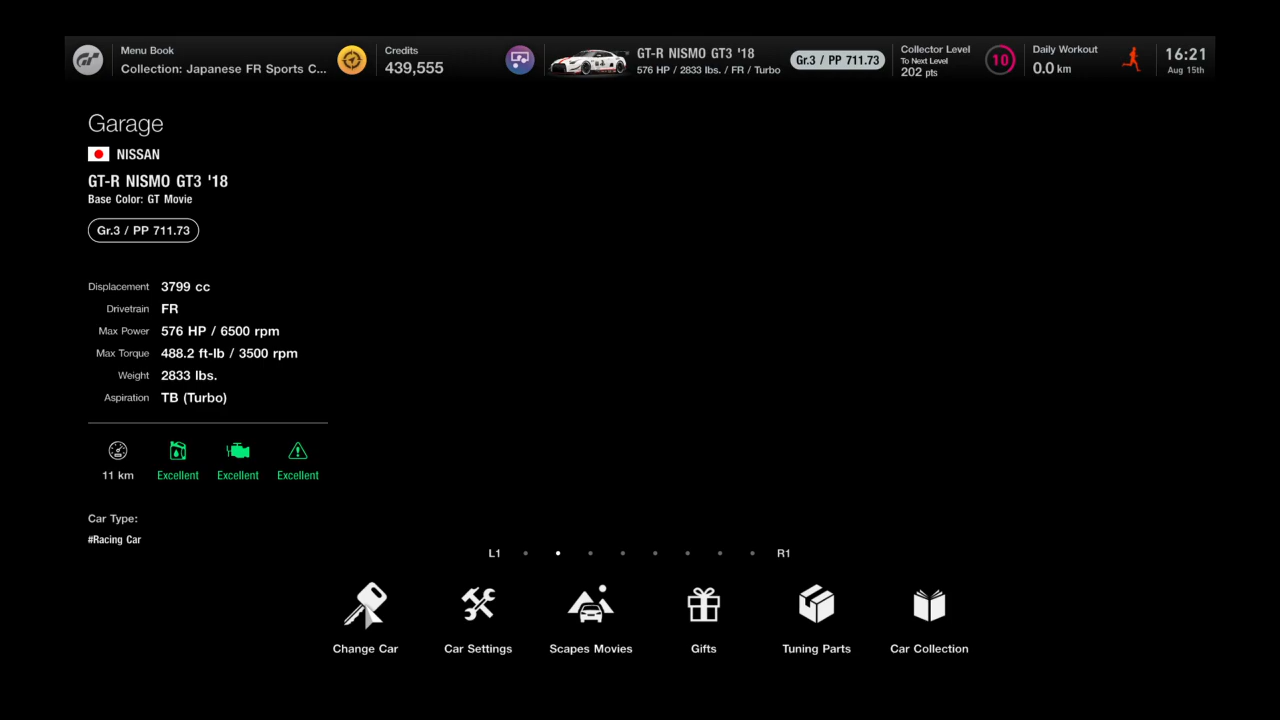 Menu Book
Collection: Japanese FR Sports C...
Credits
439,555
GT-R NISMO GT3 '18
576 HP / 2833 lbs. / FR / Turbo
Gr.3 / PP 711.73
Collector Level
To Next Level
202 pts
10
Daily Workout
0.0 km
16:21
Aug 15th
Garage
NISSAN
GT-R NISMO GT3 '18
Base Color: GT Movie
Gr.3 / PP 711.73
Displacement 3799 cc
Drivetrain FR
Max Power 576 HP / 6500 rpm
Max Torque 488.2 ft-lb / 3500 rpm
Weight 2833 lbs.
Aspiration TB (Turbo)
11 km Excellent Excellent Excellent
Car Type:
#Racing Car
L1 R1
Change Car Car Settings Scapes Movies Gifts Tuning Parts Car Collection